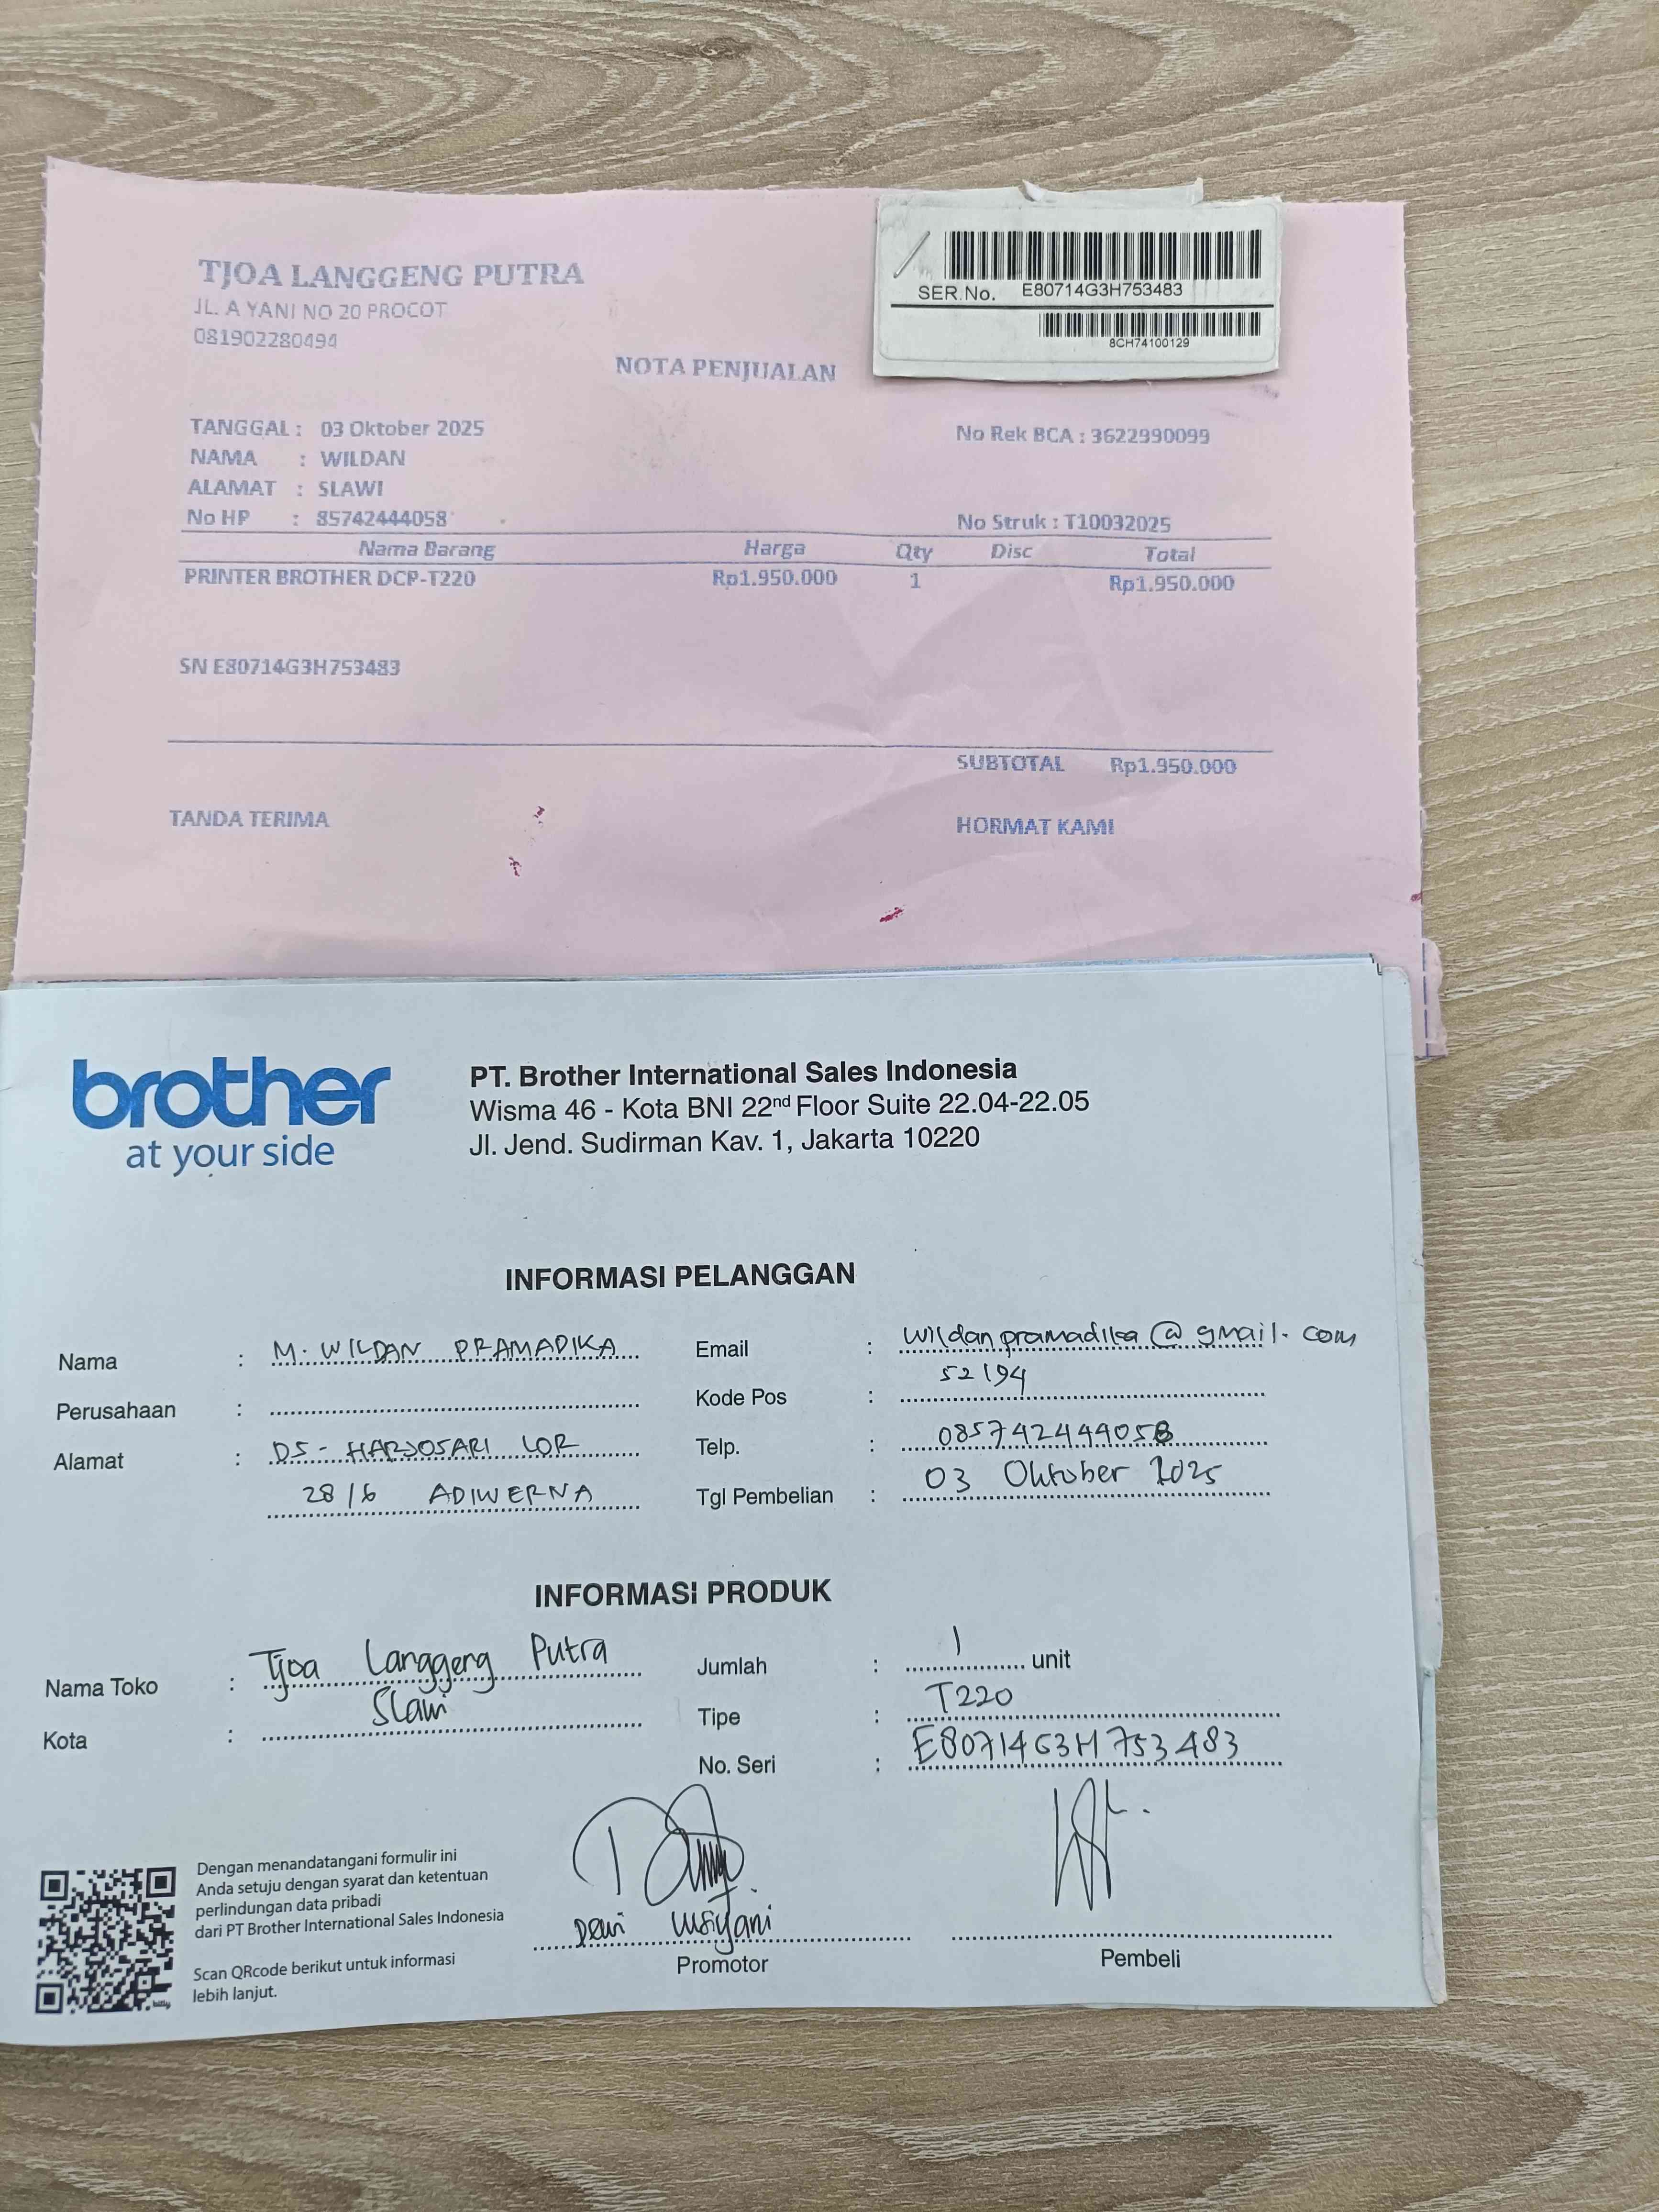 TJOA LANGGENG PUTRA
JL. A YANI NO 20 PROCOT
081902280494
SER.No. E80714G3H753483
8CH74100129
NOTA PENJUALAN
TANGGAL : 03 Oktober 2025
No Rek BCA : 3622990099
NAMA : WILDAN
ALAMAT : SLAWI
No HP : 85742444058
No Struk : T10032025
Nama Barang Harga Qty Disc Total
PRINTER BROTHER DCP-T220 Rp1.950.000 1 Rp1.950.000
SN E80714G3H753483
SUBTOTAL Rp1.950.000
TANDA TERIMA HORMAT KAMI
brother
at your side
PT. Brother International Sales Indonesia
Wisma 46 - Kota BNI 22nd Floor Suite 22.04-22.05
Jl. Jend. Sudirman Kav. 1, Jakarta 10220
INFORMASI PELANGGAN
Nama : M. WILDAN PRAMADIKA
Email : wildanpramadika@gmail.com
Perusahaan :
Kode Pos : 52194
Alamat : DS - HARJOSARI LOR
Telp. : 085742444058
28/6 ADIWERNA
Tgl Pembelian : 03 Oktober 2025
INFORMASI PRODUK
Nama Toko : Tjoa Langgeng Putra
Jumlah : 1 unit
Kota : Slawi
Tipe : T220
No. Seri : E80714G3H753483
Dengan menandatangani formulir ini
Anda setuju dengan syarat dan ketentuan
perlindungan data pribadi
dari PT Brother International Sales Indonesia
Scan QRcode berikut untuk informasi
lebih lanjut.
bitly
Dewi
Promotor
Pembeli